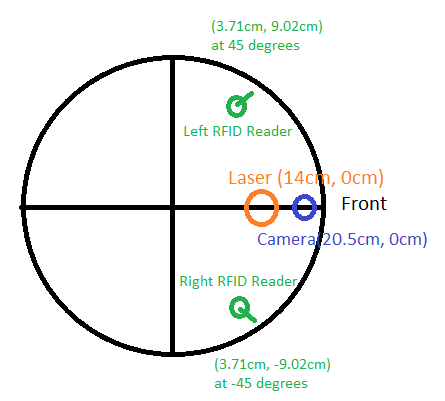 (3.71cm, 9.02cm)
at 45 degrees
Left RFID Reader
Laser (14cm, 0cm)
Front
Camera(20.5cm, 0cm)
Right RFID Reader
(3.71cm, -9.02cm)
at -45 degrees